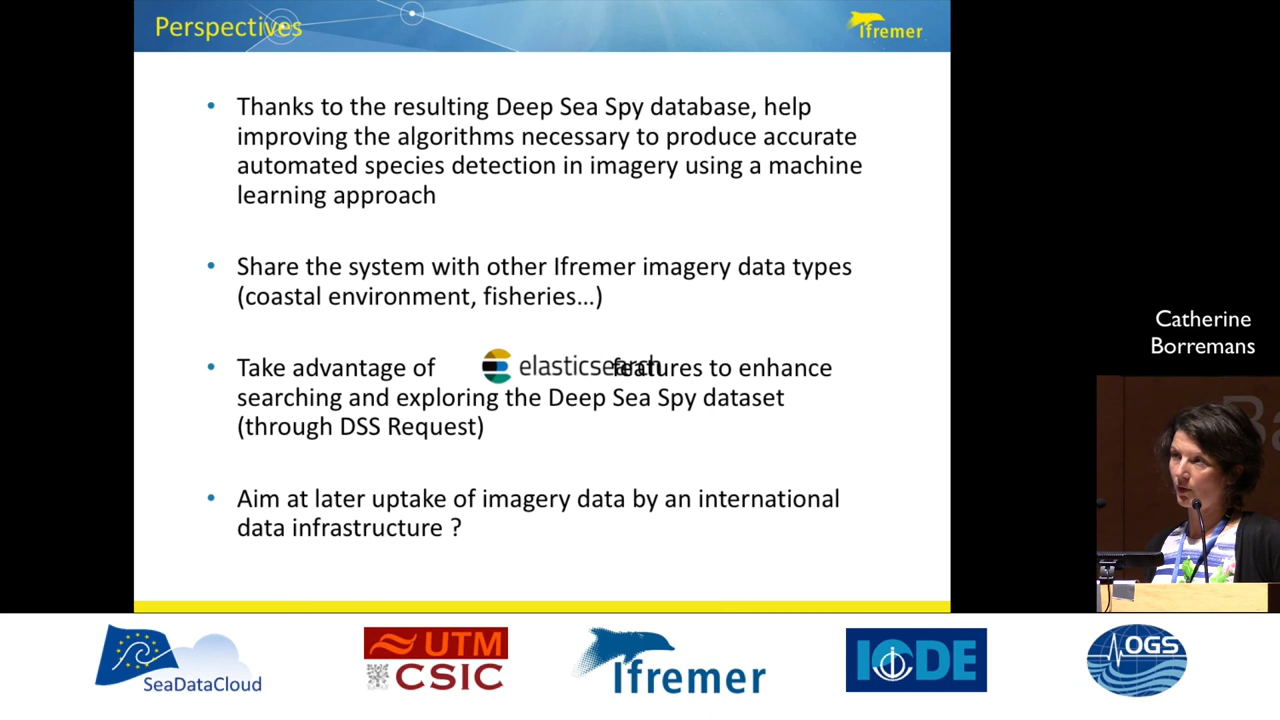 Perspectives
Ifremer
• Thanks to the resulting Deep Sea Spy database, help
improving the algorithms necessary to produce accurate
automated species detection in imagery using a machine
learning approach
• Share the system with other Ifremer imagery data types
(coastal environment, fisheries...)
• Take advantage of elasticsearch features to enhance
searching and exploring the Deep Sea Spy dataset
(through DSS Request)
• Aim at later uptake of imagery data by an international
data infrastructure ?
Catherine
Borremans
Ba
SeaDataCloud
UTM
CSIC
Ifremer
IODE
OGS